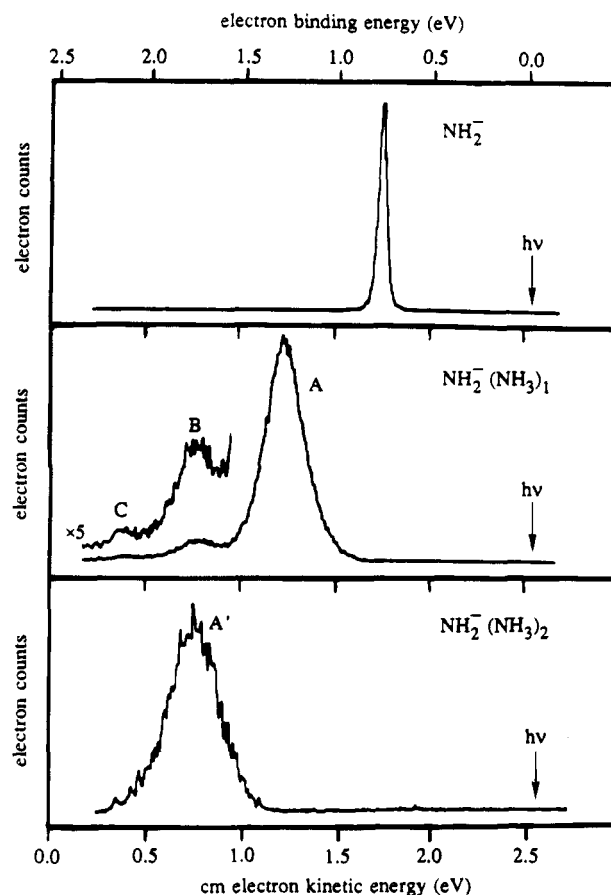 electron binding energy (eV)
2.5 2.0 1.5 1.0 0.5 0.0
electron counts
NH₂⁻
hν
electron counts
NH₂⁻ (NH₃)₁
A
B
C
×5
hν
electron counts
NH₂⁻ (NH₃)₂
A'
hν
0.0 0.5 1.0 1.5 2.0 2.5
cm electron kinetic energy (eV)